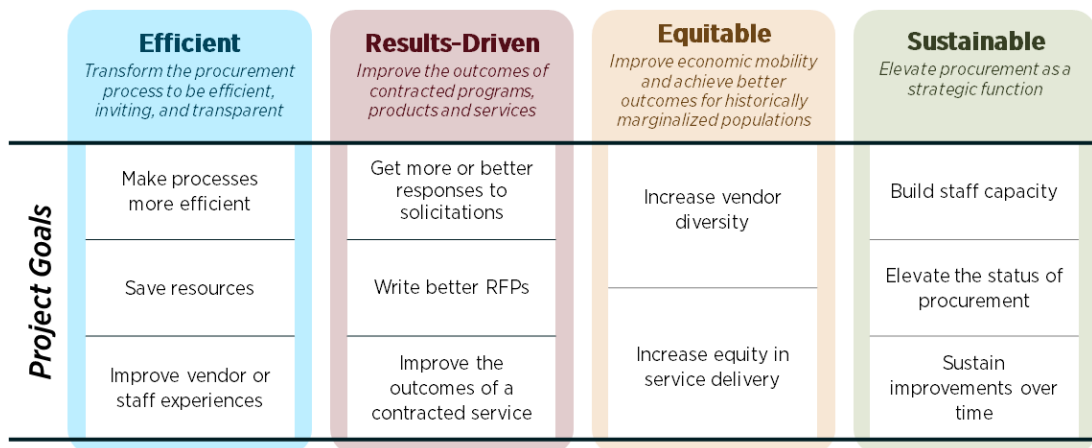 Efficient
Transform the procurement
process to be efficient,
inviting, and transparent
Results-Driven
Improve the outcomes of
contracted programs,
products and services
Equitable
Improve economic mobility
and achieve better
outcomes for historically
marginalized populations
Sustainable
Elevate procurement as a
strategic function
Project Goals
Make processes
more efficient
Save resources
Improve vendor or
staff experiences
Get more or better
responses to
solicitations
Write better RFPs
Improve the
outcomes of a
contracted service
Increase vendor
diversity
Increase equity in
service delivery
Build staff capacity
Elevate the status of
procurement
Sustain
improvements over
time